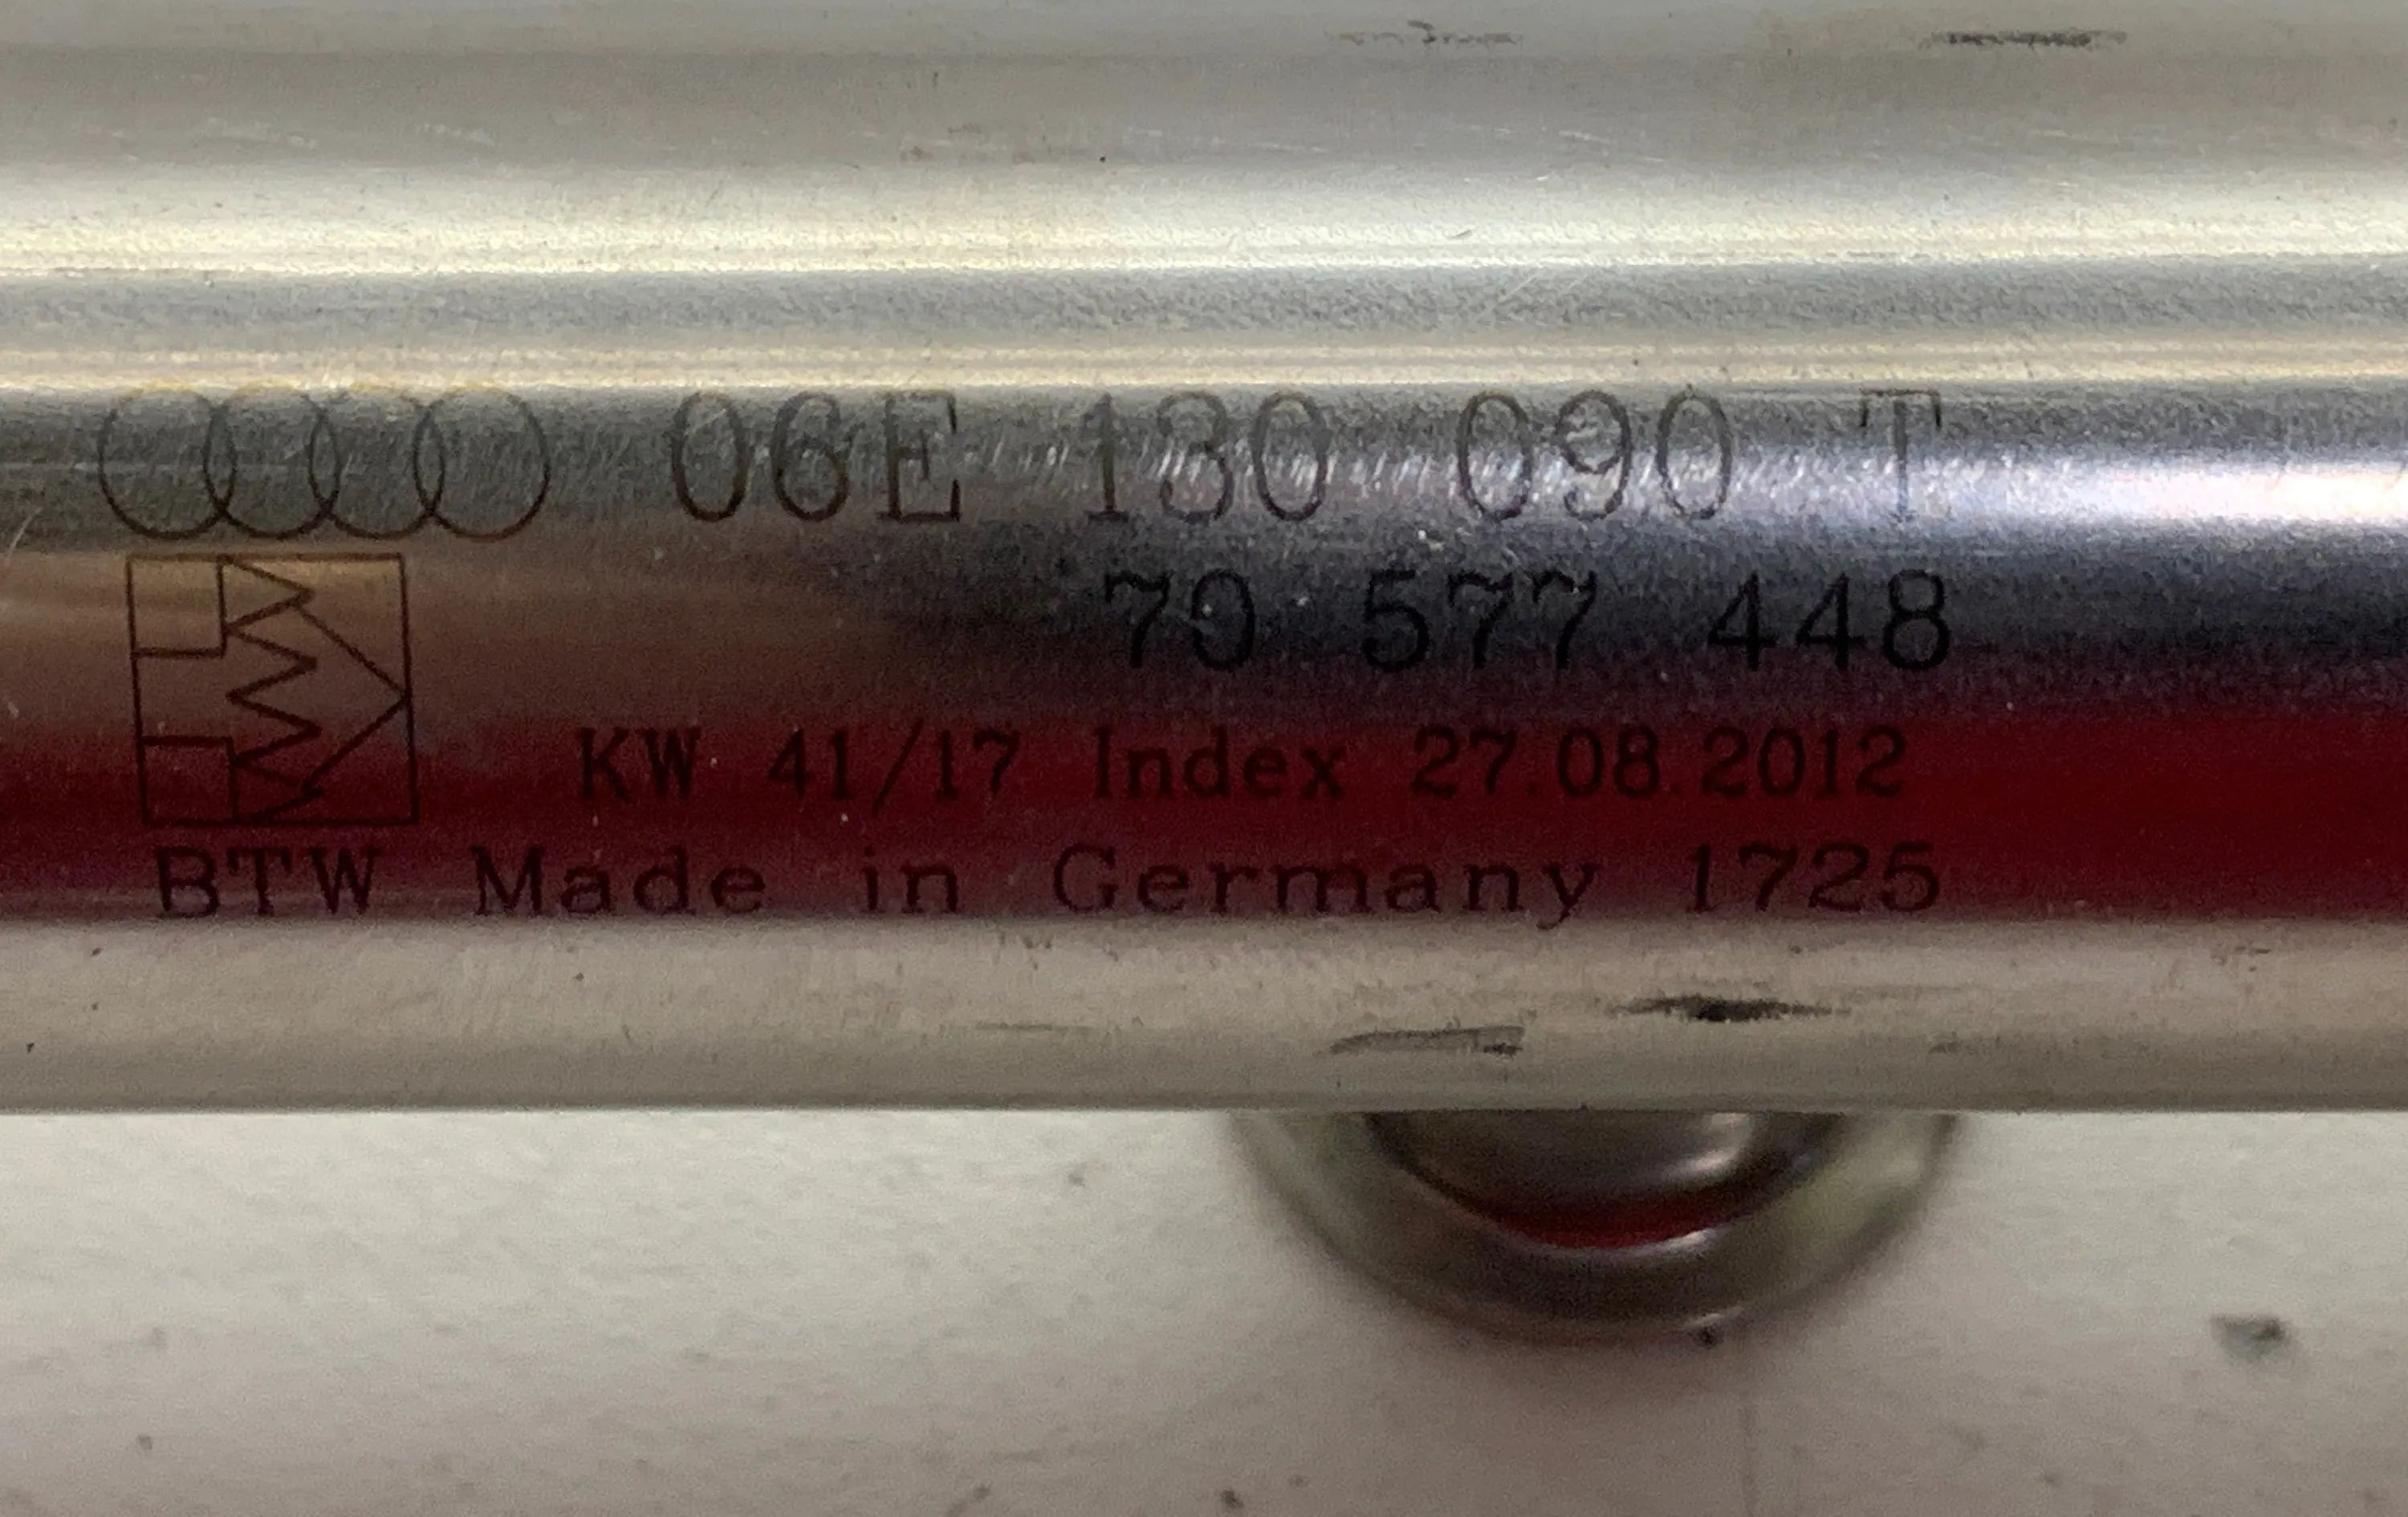 06E 130 090 T
79 577 448
KW 41/17 Index 27.08.2012
BTW Made in Germany 1725